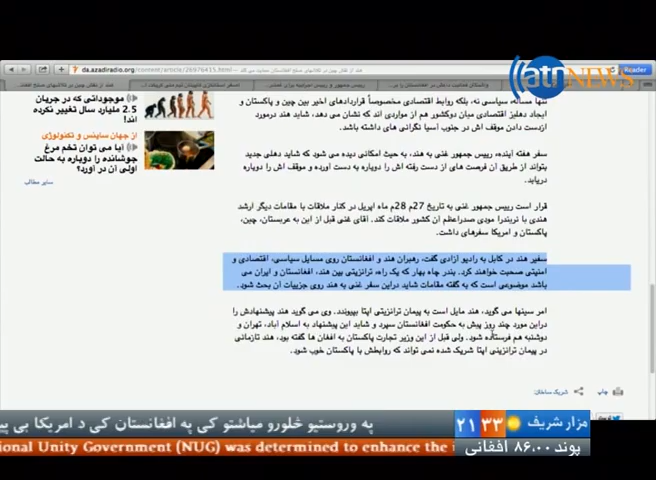 Reader
da.azadiradio.org/content/article/26976415.html
atn NEWS
تنها مسأله سیاسی نه، بلکه روابط اقتصادی مخصوصاً قراردادهای اخیر بین چین و پاکستان و
ایجاد دهلیز اقتصادی میان دوکشور هم از مواردی اند که نشان می دهد، شاید هند درمورد
ازدست دادن موقف اش در جنوب آسیا نگرانی های داشته باشد.
سفر هفته آینده، رییس جمهور غنی به هند، به حیث امکانی دیده می شود که شاید دهلی جدید
بتواند از طریق آن فرصت های از دست رفته اش را دوباره به دست آورده و موقف اش را دوباره
دریابد.
قرار است رییس جمهور غنی به تاریخ 27م 28م ماه اپریل در کنار ملاقات با مقامات دیگر ارشد
هندی با نریندرا مودی صدراعظم آن کشور ملاقات کند. آقای غنی قبل از این به عربستان، چین،
پاکستان و امریکا سفرهای داشت.
سفیر هند در کابل به رادیو آزادی گفت، رهبران هند و افغانستان روی مسایل سیاسی، اقتصادی و
امنیتی صحبت خواهند کرد. بندر چاه بهار که یک راه، ترانزیتی بین هند، افغانستان و ایران می
باشد موضوعی است که به گفته مقامات شاید دراین سفر غنی به هند روی جزییات آن بحث شود.
امر سینها می گوید، هند مایل است به پیمان ترانزیتی اپتا بپیوندد. وی می گوید هند پیشنهادش را
دراین مورد چند روز پیش به حکومت افغانستان سپرد و شاید این پیشنهاد به اسلام آباد، تهران و
دوشنبه هم فرستاده شود. ولی قبل از این وزیر تجارت پاکستان به افغان ها گفته بود، هند تازمانی
در پیمان ترانزیتی اپتا شریک شده نمی تواند که روابطش با پاکستان خوب شود.
موجوداتی که در جریان
2.5 ملیارد سال تغییر نکرده
اند!
از جهان ساینس و تکنولوژی
آیا می توان تخم مرغ
جوشانده را دوباره به حالت
اولی آن در آورد؟
سایر مطالب
چاپ
شریک ساختن:
مزار شریف
۳۳
۲۱
په وروستیو څلورو میاشتو کې په افغانستان کې د امریکا بې پی
پوند ۸۶.۰۰ افغانی
ional Unity Government (NUG) was determined to enhance the